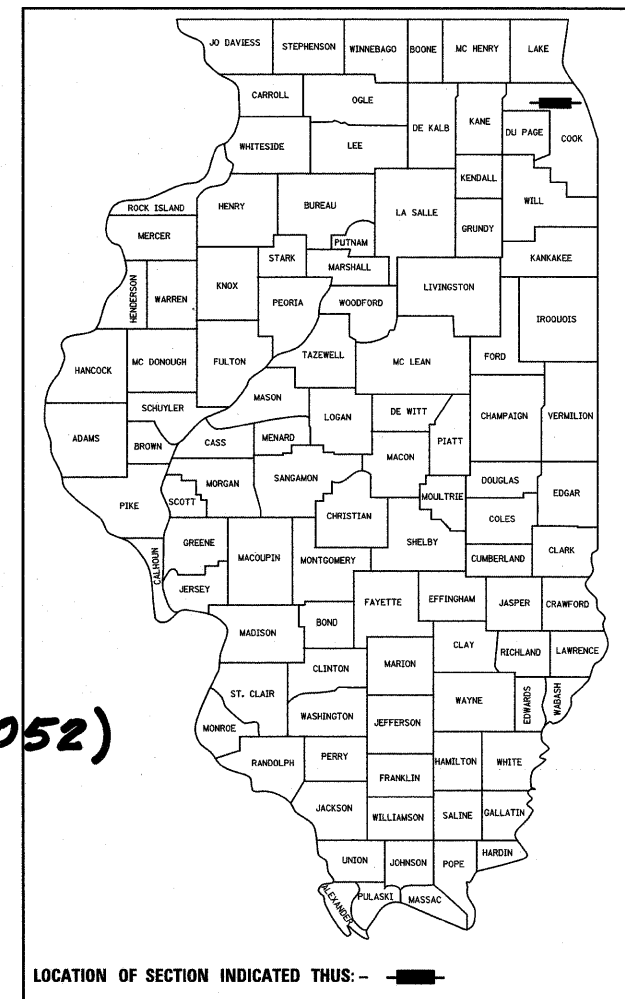 JO DAVIESS STEPHENSON WINNEBAGO BOONE MC HENRY LAKE
CARROLL OGLE DE KALB KANE DU PAGE COOK
WHITESIDE LEE
KENDALL WILL
ROCK ISLAND HENRY BUREAU LA SALLE GRUNDY
MERCER PUTNAM
STARK MARSHALL KANKAKEE
HENDERSON WARREN KNOX PEORIA WOODFORD LIVINGSTON IROQUOIS
HANCOCK MC DONOUGH FULTON TAZEWELL MC LEAN FORD
MASON
SCHUYLER LOGAN DE WITT CHAMPAIGN VERMILION
ADAMS BROWN CASS MENARD PIATT
MACON
MORGAN SANGAMON DOUGLAS EDGAR
PIKE SCOTT CHRISTIAN MOULTRIE
COLES
GREENE MACOUPIN MONTGOMERY SHELBY CUMBERLAND CLARK
CALHOUN JERSEY
FAYETTE EFFINGHAM JASPER CRAWFORD
MADISON BOND
CLAY RICHLAND LAWRENCE
CLINTON MARION
ST. CLAIR WAYNE EDWARDS WABASH
052)
MONROE WASHINGTON JEFFERSON
RANDOLPH PERRY HAMILTON WHITE
FRANKLIN
JACKSON WILLIAMSON SALINE GALLATIN
UNION JOHNSON POPE HARDIN
ALEXANDER PULASKI MASSAC
LOCATION OF SECTION INDICATED THUS: -